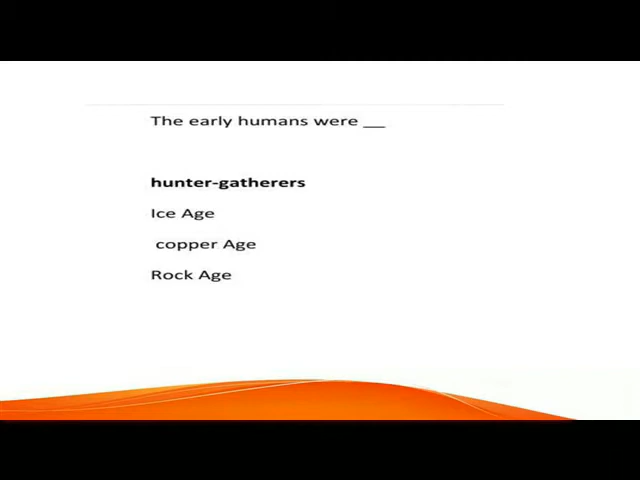 The early humans were __
hunter-gatherers
Ice Age
copper Age
Rock Age